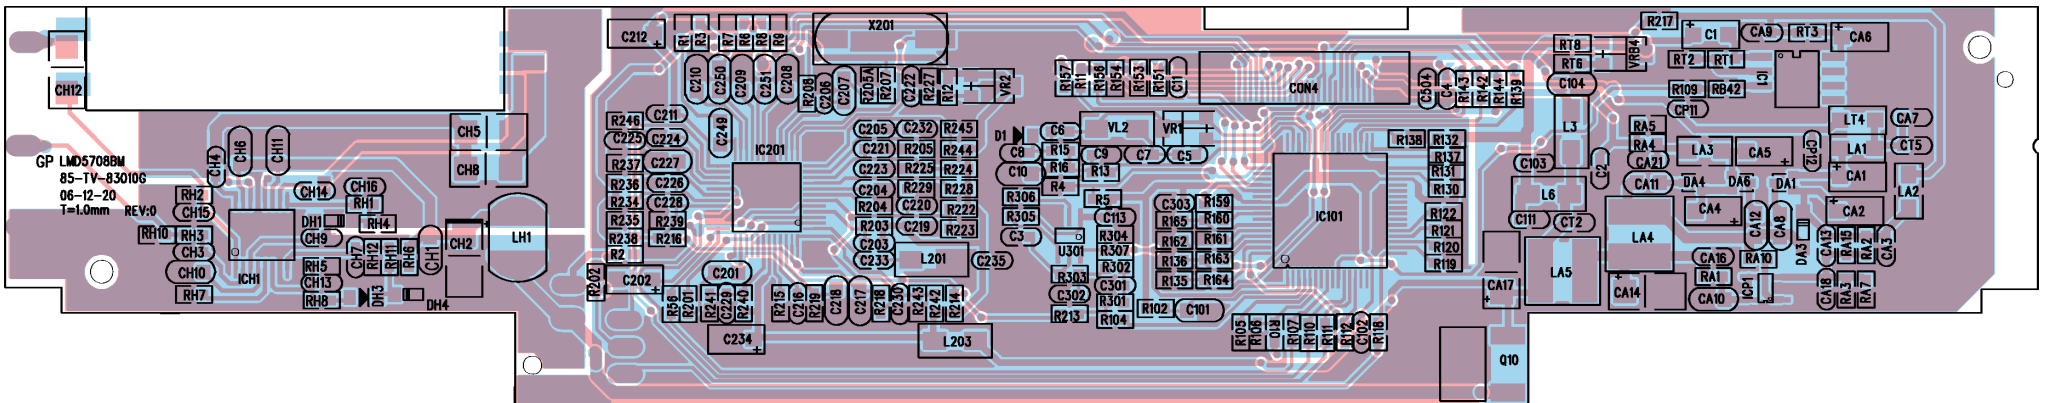 CH12
GP LMD5708BM
85-TV-83010G
06-12-20
T=1.0mm REV:0
CH4
CH6
CH11
CH5
CH8
CH14
CH16
RH1
RH2
CH15
RH10
RH3
CH3
CH10
RH7
ICH1
DH1
RH4
CH9
RH5
CH13
RH8
CH7
RH12
RH11
RH6
CH1
DH3
DH4
CH2
LH1
C212
R1
R3
R7
R6
R8
R9
X201
C210
C250
C209
C251
C208
R208
C206
C207
R205A
R207
C222
R227
R12
VR2
R246
C211
C225
C224
C249
R237
C227
R236
C226
R234
C228
R235
R239
R238
R216
R2
IC201
C205
C232
R245
C221
R205
R244
C223
R225
R224
C204
R229
R228
R204
C220
R222
R203
C219
R223
C203
C233
L201
C235
R202
C202
C201
R66
R201
R241
C229
R240
C234
R215
C216
R219
C218
C217
R218
C230
R243
R242
R214
L203
R157
R11
R156
R154
R153
R151
C11
CON4
C504
C4
R143
R142
R144
R139
D1
C6
VL2
VR1
C8
R15
C9
C7
C5
C10
R16
R13
R4
R306
R5
R305
C113
C3
U301
R304
R307
R302
R303
C301
C302
R301
R213
R104
R102
C101
C303
R159
R165
R160
R162
R161
R136
R163
R135
R164
IC101
R138
R132
R137
R131
R130
R122
R121
R120
R119
R105
R106
R107
R110
R111
R112
C102
R118
R217
RT8
RT6
VRB4
C1
CA9
RT3
CA6
RT2
RT1
IC1
C104
R109
RB42
CP11
L3
RA5
RA4
CA21
LA3
CA5
CP12
LT4
CA7
LA1
CT5
C103
C2
CA11
DA4
DA6
DA1
CA1
LA2
L6
C111
CT2
CA4
CA12
CA8
CA2
DA3
CA13
RA15
RA2
CA3
LA4
CA16
RA10
RA1
LA5
CA17
CA14
CA10
ICP1
CA18
RA3
RA7
Q10